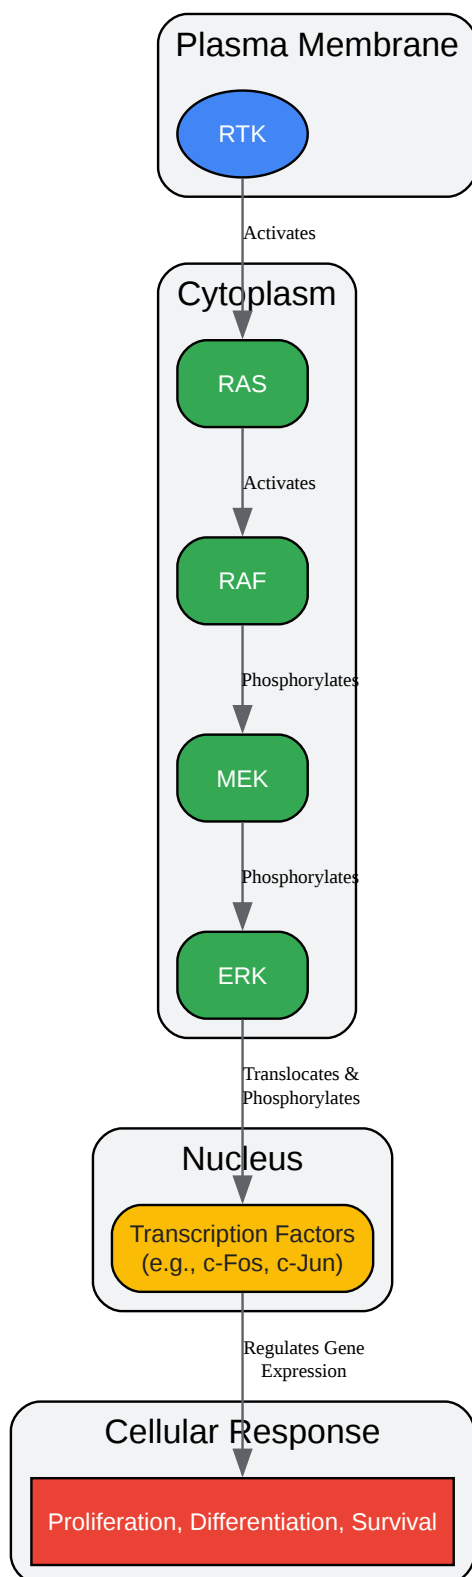 Plasma Membrane
RTK
Activates
Cytoplasm
RAS
Activates
RAF
Phosphorylates
MEK
Phosphorylates
ERK
Translocates &
Phosphorylates
Nucleus
Transcription Factors
(e.g., c-Fos, c-Jun)
Regulates Gene
Expression
Cellular Response
Proliferation, Differentiation, Survival